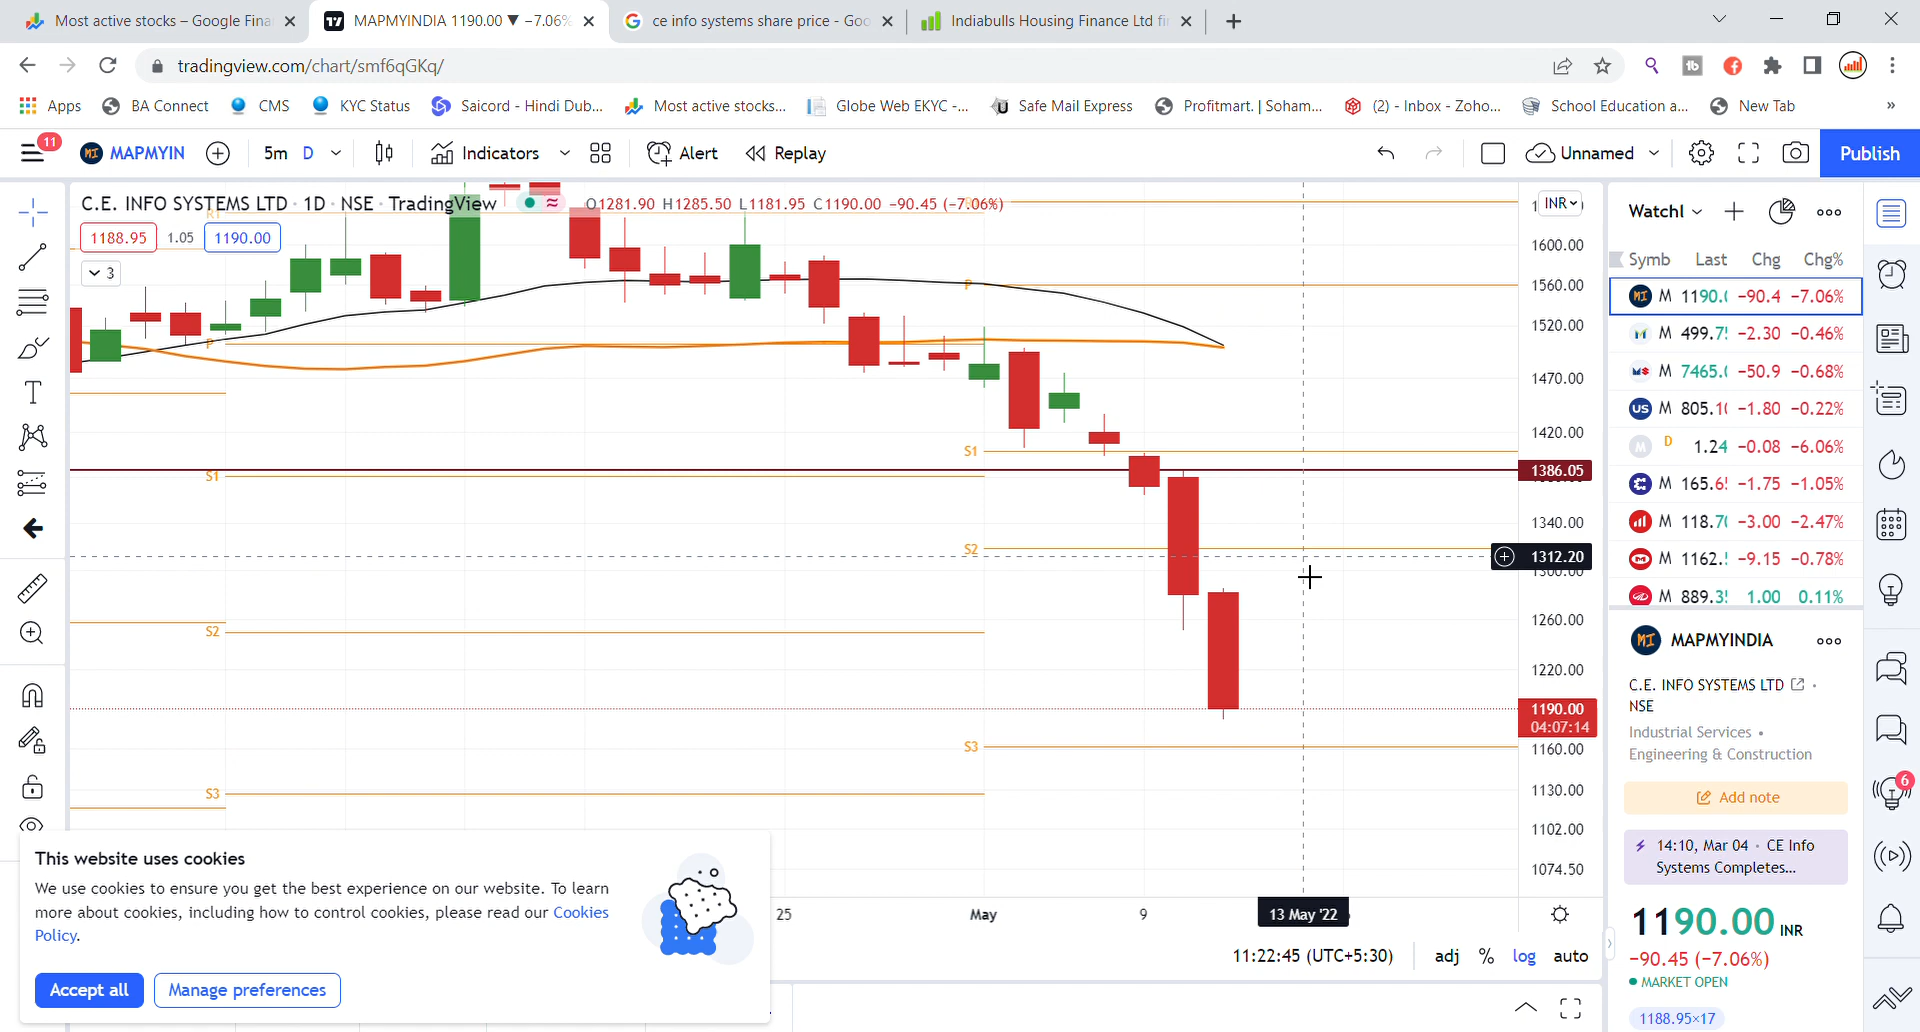 Most active stocks – Google Fina
MAPMYINDIA 1190.00 ▼ −7.06%
ce info systems share price - Goo
Indiabulls Housing Finance Ltd fi
tradingview.com/chart/smf6qGKq/
Apps
BA Connect
CMS
KYC Status
Saicord - Hindi Dub...
Most active stocks...
Globe Web EKYC -...
Safe Mail Express
Profitmart. | Soham...
(2) - Inbox - Zoho...
School Education a...
New Tab
»
11
MAPMYIN
5m
D
Indicators
Alert
Replay
Unnamed
Publish
C.E. INFO SYSTEMS LTD · 1D · NSE · TradingView
O1281.90 H1285.50 L1181.95 C1190.00 −90.45 (−7.06%)
1188.95
1.05
1190.00
3
R1
P
S1
S2
S3
P
S1
S2
S3
INR
1600.00
1560.00
1520.00
1470.00
1420.00
1386.05
1340.00
1312.20
1300.00
1260.00
1220.00
1190.00
04:07:14
1160.00
1130.00
1102.00
1074.50
25
May
9
13 May '22
11:22:45 (UTC+5:30)
adj
%
log
auto
Watchl
Symb Last Chg Chg%
M 1190.0 −90.4 −7.06%
M 499.75 −2.30 −0.46%
M 7465.0 −50.9 −0.68%
M 805.10 −1.80 −0.22%
D 1.24 −0.08 −6.06%
M 165.65 −1.75 −1.05%
M 118.70 −3.00 −2.47%
M 1162. −9.15 −0.78%
M 889.35 1.00 0.11%
MAPMYINDIA
C.E. INFO SYSTEMS LTD ·
NSE
Industrial Services •
Engineering & Construction
Add note
14:10, Mar 04 · CE Info
Systems Completes...
1190.00 INR
−90.45 (−7.06%)
MARKET OPEN
1188.95×17
6
This website uses cookies
We use cookies to ensure you get the best experience on our website. To learn
more about cookies, including how to control cookies, please read our Cookies
Policy.
Accept all
Manage preferences